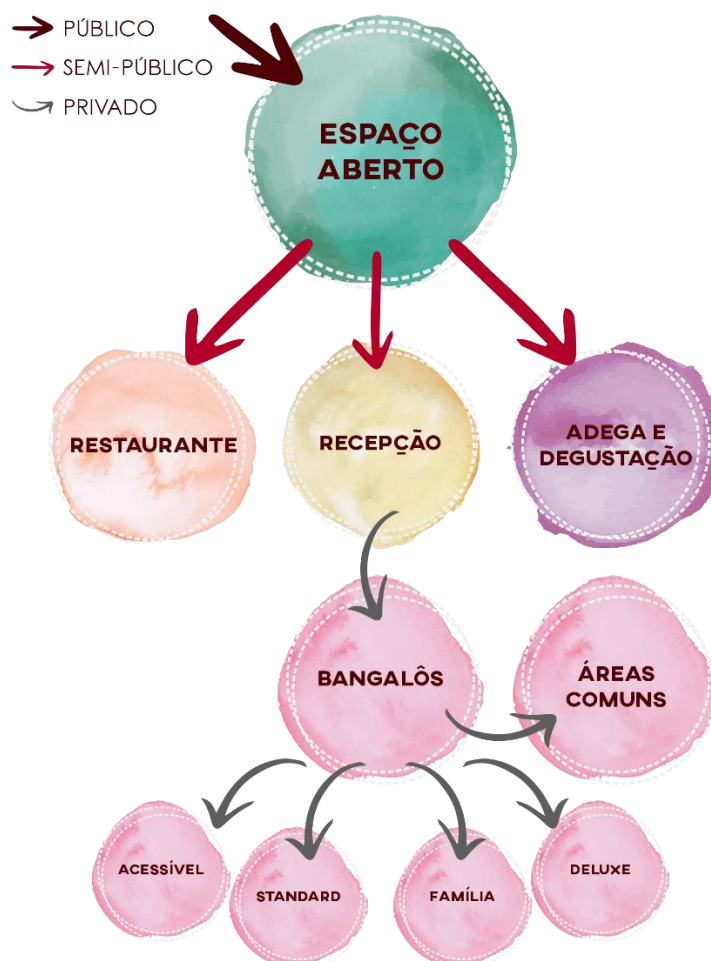 PÚBLICO
SEMI-PÚBLICO
PRIVADO
ESPAÇO
ABERTO
RESTAURANTE
RECEPÇÃO
ADEGA E
DEGUSTAÇÃO
BANGALÔS
ÁREAS
COMUNS
ACESSÍVEL
STANDARD
FAMÍLIA
DELUXE